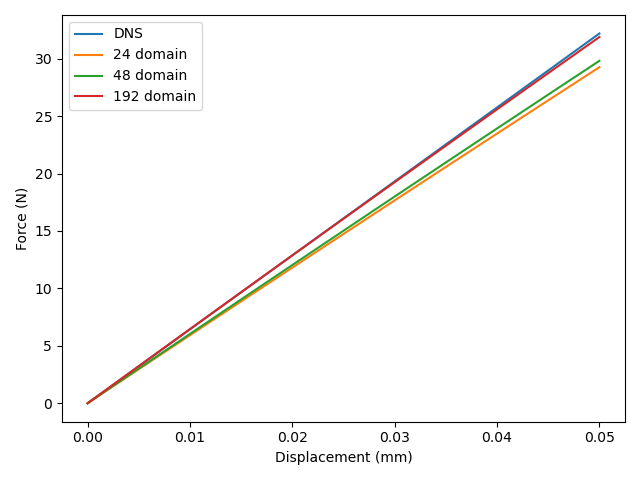 DNS
24 domain
48 domain
192 domain
30
25
20
15
10
5
0
Force (N)
0.00 0.01 0.02 0.03 0.04 0.05
Displacement (mm)